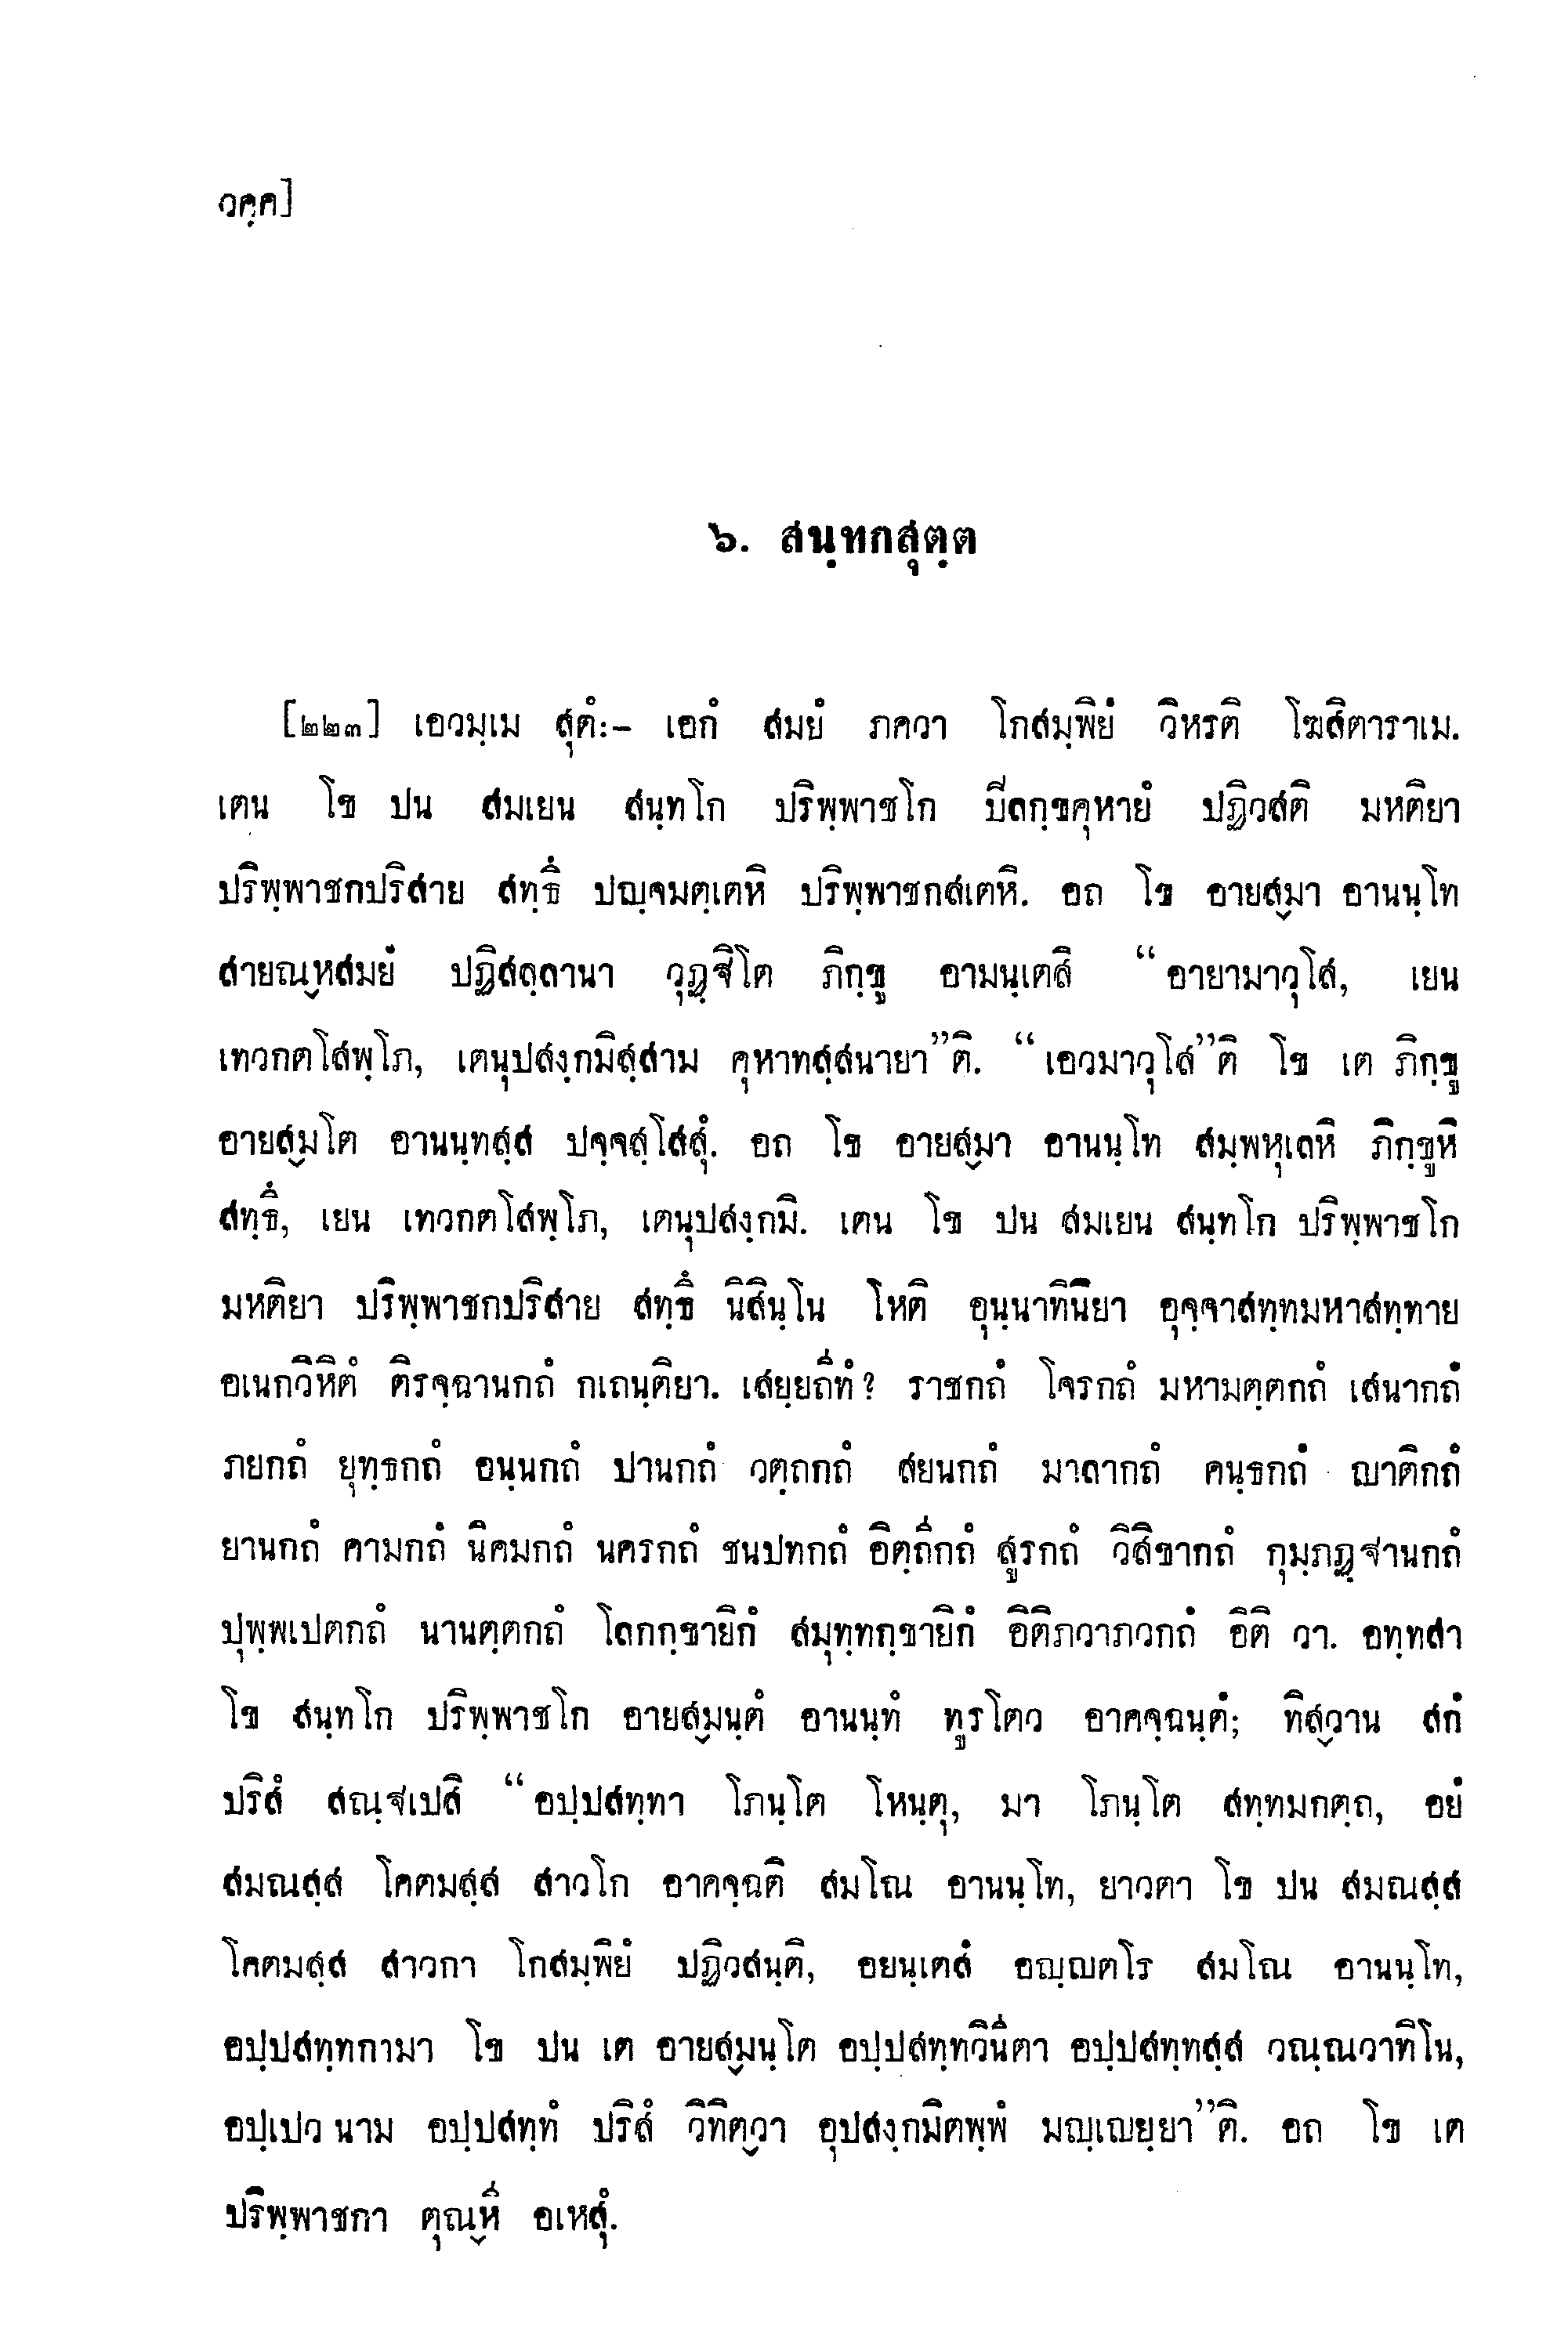 วคฺค]
๖. สนฺทกสุตฺต
[๒๒๓] เอวมฺเม สุตํ:- เอกํ สมยํ ภควา โกสมฺพิยํ วิหรติ โฆสิตาราเม.
เตน โข ปน สมเยน สนฺทโก ปริพฺพาชโก ปิลกฺขคุหายํ ปฏิวสติ มหติยา
ปริพฺพาชกปริสาย สทฺธึ ปญฺจมตฺเตหิ ปริพฺพาชกสเตหิ. อถ โข อายสฺมา อานนฺโท
สายณฺหสมยํ ปฏิสลฺลานา วุฏฺฐิโต ภิกฺขู อามนฺเตสิ “อายามาวุโส, เยน
เทวกตโสพฺโภ, เตนุปสงฺกมิสฺสาม คุหาทสฺสนายา”ติ. “เอวมาวุโส”ติ โข เต ภิกฺขู
อายสฺมโต อานนฺทสฺส ปจฺจสฺโสสุํ. อถ โข อายสฺมา อานนฺโท สมฺพหุเลหิ ภิกฺขูหิ
สทฺธึ, เยน เทวกตโสพฺโภ, เตนุปสงฺกมิ. เตน โข ปน สมเยน สนฺทโก ปริพฺพาชโก
มหติยา ปริพฺพาชกปริสาย สทฺธึ นิสินฺโน โหติ อุนฺนาทินิยา อุจฺจาสทฺทมหาสทฺทาย
อเนกวิหิตํ ติรจฺฉานกถํ กเถนฺติยา. เสยฺยถีทํ? ราชกถํ โจรกถํ มหามตฺตกถํ เสนากถํ
ภยกถํ ยุทฺธกถํ อนฺนกถํ ปานกถํ วตฺถกถํ สยนกถํ มาลากถํ คนฺธกถํ ญาติกถํ
ยานกถํ คามกถํ นิคมกถํ นครกถํ ชนปทกถํ อิตฺถีกถํ สูรกถํ วิสิขากถํ กุมฺภฏฺฐานกถํ
ปุพฺพเปตกถํ นานตฺตกถํ โลกกฺขายิกํ สมุทฺทกฺขายิกํ อิติภวาภวกถํ อิติ วา. อทฺทสา
โข สนฺทโก ปริพฺพาชโก อายสฺมนฺตํ อานนฺทํ ทูรโตว อาคจฺฉนฺตํ; ทิสฺวาน สกํ
ปริสํ สณฺฐเปสิ “อปฺปสทฺทา โภนฺโต โหนฺตุ, มา โภนฺโต สทฺทมกตฺถ, อยํ
สมณสฺส โคตมสฺส สาวโก อาคจฺฉติ สมโณ อานนฺโท, ยาวตา โข ปน สมณสฺส
โคตมสฺส สาวกา โกสมฺพิยํ ปฏิวสนฺติ, อยนฺเตสํ อญฺญตโร สมโณ อานนฺโท,
อปฺปสทฺทกามา โข ปน เต อายสฺมนฺโต อปฺปสทฺทวินีตา อปฺปสทฺทสฺส วณฺณวาทิโน,
อปฺเปว นาม อปฺปสทฺทํ ปริสํ วิทิตฺวา อุปสงฺกมิตพฺพํ มญฺเญยฺยา”ติ. อถ โข เต
ปริพฺพาชกา ตุณฺหี อเหสุํ.